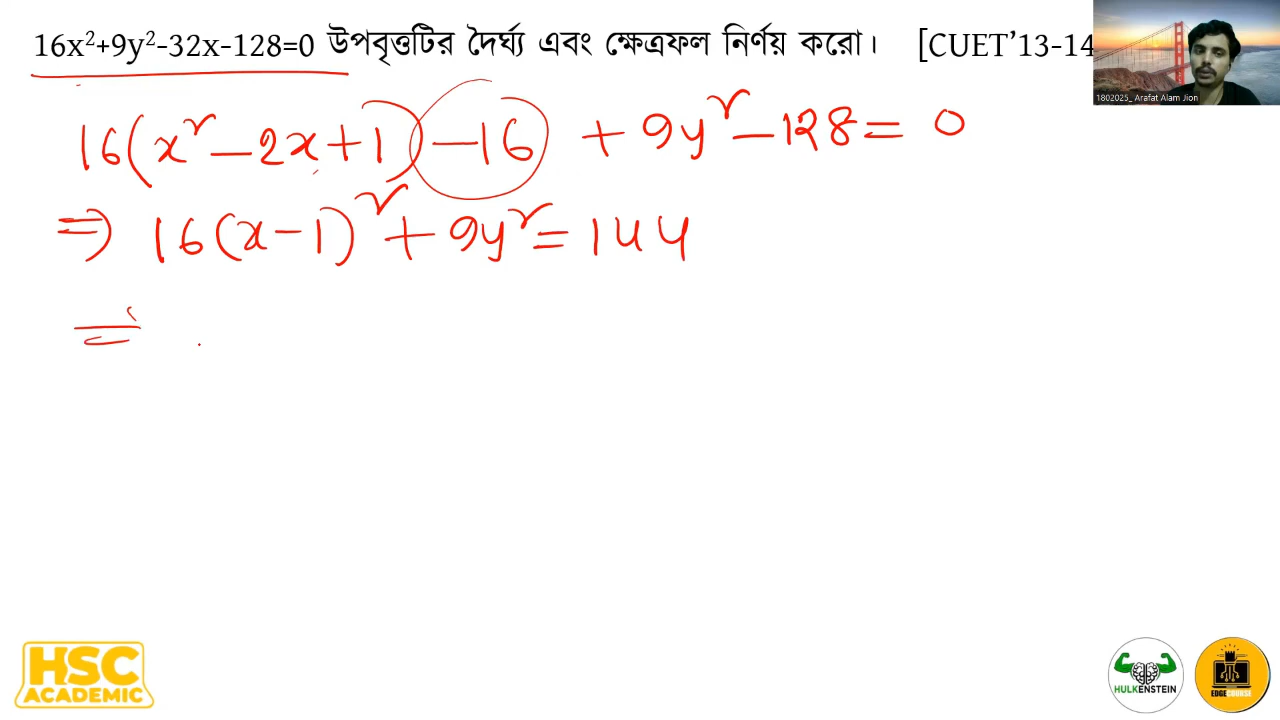 16x²+9y²-32x-128=0 উপবৃত্তটির দৈর্ঘ্য এবং ক্ষেত্রফল নির্ণয় করো। [CUET’13-14
1802025_ Arafat Alam Jion
16(x² - 2x + 1) - 16 + 9y² - 128 = 0
⇒ 16(x - 1)² + 9y² = 144
=
HSC
ACADEMIC
HULKENSTEIN
EDGECOURSE